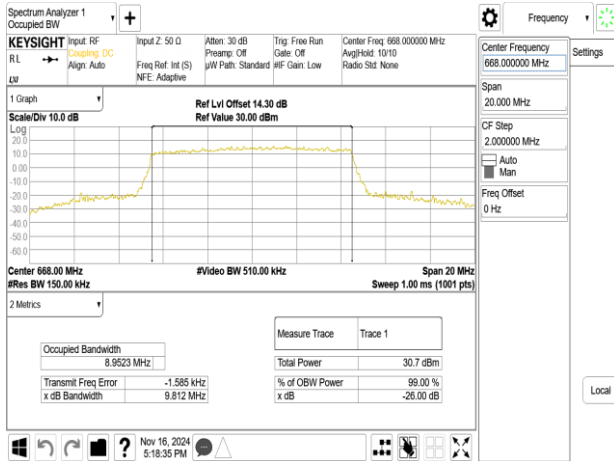 Spectrum Analyzer 1
Occupied BW
KEYSIGHT
RL
LXI
Input: RF
Coupling: DC
Align: Auto
Input Z: 50 Ω
Freq Ref: Int (S)
NFE: Adaptive
Atten: 30 dB
Preamp: Off
µW Path: Standard
Trig: Free Run
Gate: Off
#IF Gain: Low
Center Freq: 668.000000 MHz
Avg|Hold: 10/10
Radio Std: None
1 Graph
Scale/Div 10.0 dB
Ref Lvl Offset 14.30 dB
Ref Value 30.00 dBm
Log
20.0
10.0
0.00
-10.0
-20.0
-30.0
-40.0
-50.0
-60.0
Center 668.00 MHz
#Video BW 510.00 kHz
Span 20 MHz
#Res BW 150.00 kHz
Sweep 1.00 ms (1001 pts)
2 Metrics
Measure Trace Trace 1
Occupied Bandwidth
8.9523 MHz
Total Power 30.7 dBm
Transmit Freq Error -1.585 kHz
% of OBW Power 99.00 %
x dB Bandwidth 9.812 MHz
x dB -26.00 dB
?
Nov 16, 2024
5:18:35 PM
Frequency
Center Frequency
668.000000 MHz
Span
20.000 MHz
CF Step
2.000000 MHz
Auto
Man
Freq Offset
0 Hz
Settings
Local